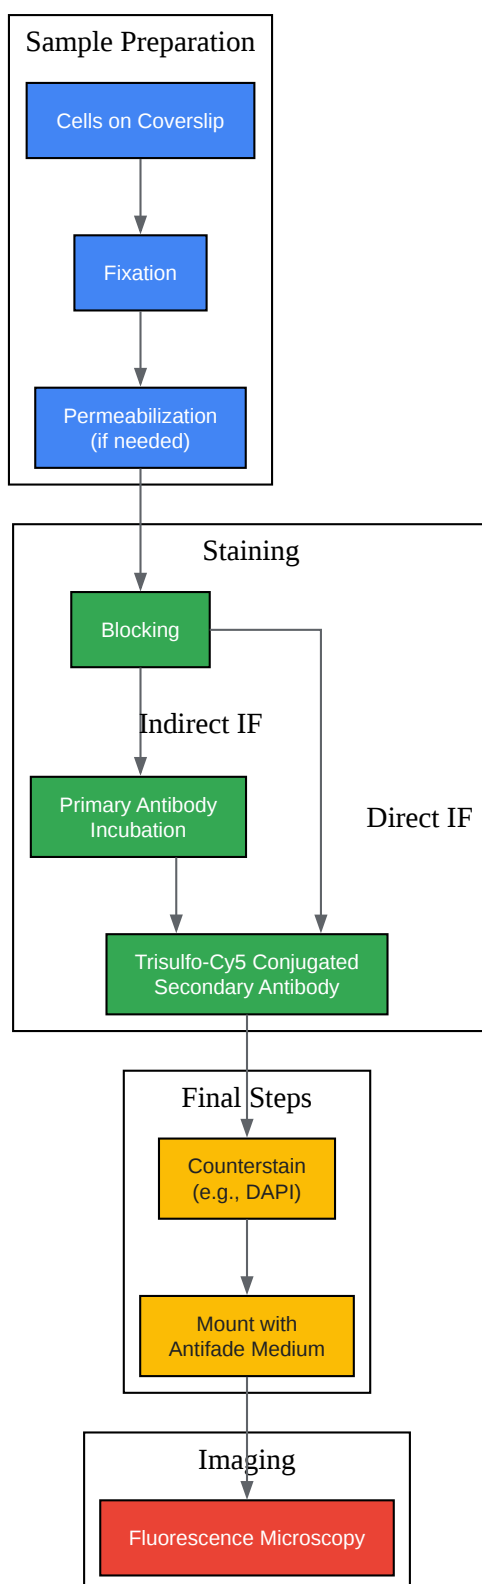 Sample Preparation
Cells on Coverslip
Fixation
Permeabilization
(if needed)
Staining
Blocking
Indirect IF
Primary Antibody
Incubation
Direct IF
Trisulfo-Cy5 Conjugated
Secondary Antibody
Final Steps
Counterstain
(e.g., DAPI)
Mount with
Antifade Medium
Imaging
Fluorescence Microscopy